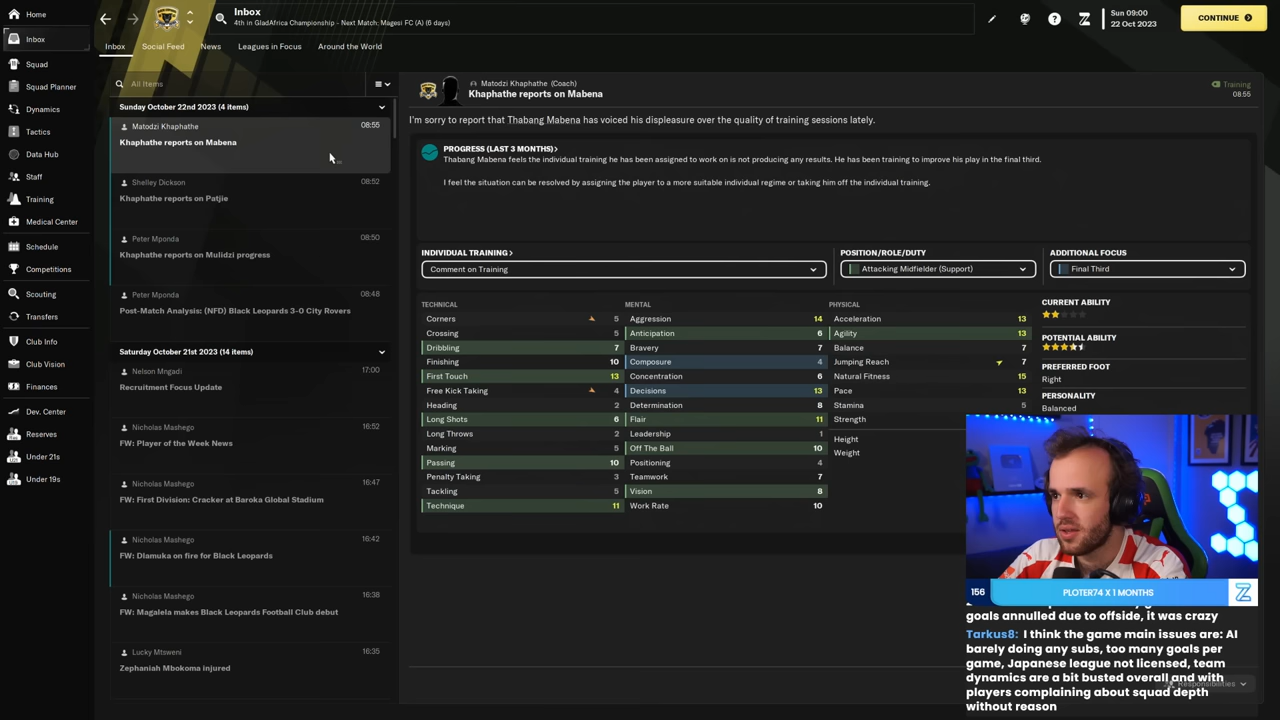 Home
Inbox
Squad
Squad Planner
Dynamics
Tactics
Data Hub
Staff
Training
Medical Center
Schedule
Competitions
Scouting
Transfers
Club Info
Club Vision
Finances
Dev. Center
Reserves
Under 21s
Under 19s
Inbox
4th in GladAfrica Championship - Next Match: Magesi FC (A) (6 days)
Sun 09:00
22 Oct 2023
CONTINUE
Inbox
Social Feed
News
Leagues in Focus
Around the World
All Items
Sunday October 22nd 2023 (4 items)
Matodzi Khaphathe 08:55
Khaphathe reports on Mabena
Shelley Dickson 08:52
Khaphathe reports on Patjie
Peter Mponda 08:50
Khaphathe reports on Mulidzi progress
Peter Mponda 08:48
Post-Match Analysis: (NFD) Black Leopards 3-0 City Rovers
Saturday October 21st 2023 (14 items)
Nelson Mngadi 17:00
Recruitment Focus Update
Nicholas Mashego 16:52
FW: Player of the Week News
Nicholas Mashego 16:47
FW: First Division: Cracker at Baroka Global Stadium
Nicholas Mashego 16:42
FW: Dlamuka on fire for Black Leopards
Nicholas Mashego 16:38
FW: Magalela makes Black Leopards Football Club debut
Lucky Mtsweni 16:35
Zephaniah Mbokoma injured
Matodzi Khaphathe (Coach)
Khaphathe reports on Mabena
Training
08:55
I'm sorry to report that Thabang Mabena has voiced his displeasure over the quality of training sessions lately.
PROGRESS (LAST 3 MONTHS) >
Thabang Mabena feels the individual training he has been assigned to work on is not producing any results. He has been training to improve his play in the final third.
I feel the situation can be resolved by assigning the player to a more suitable individual regime or taking him off the individual training.
INDIVIDUAL TRAINING >
Comment on Training
POSITION/ROLE/DUTY
Attacking Midfielder (Support)
ADDITIONAL FOCUS
Final Third
TECHNICAL
Corners 5
Crossing 5
Dribbling 7
Finishing 10
First Touch 13
Free Kick Taking 4
Heading 2
Long Shots 6
Long Throws 2
Marking 5
Passing 10
Penalty Taking 3
Tackling 5
Technique 11
MENTAL
Aggression 14
Anticipation 6
Bravery 7
Composure 4
Concentration 6
Decisions 13
Determination 8
Flair 11
Leadership 1
Off The Ball 10
Positioning 4
Teamwork 7
Vision 8
Work Rate 10
PHYSICAL
Acceleration 13
Agility 13
Balance 7
Jumping Reach 7
Natural Fitness 15
Pace 13
Stamina 5
Strength
Height
Weight
CURRENT ABILITY
POTENTIAL ABILITY
PREFERRED FOOT
Right
PERSONALITY
Balanced
156 PLOTER74 X 1 MONTHS
goals annulled due to offside, it was crazy
Tarkus8: I think the game main issues are: AI
barely doing any subs, too many goals per
game, Japanese league not licensed, team
dynamics are a bit busted overall and with
players complaining about squad depth
without reason
Responsibilities